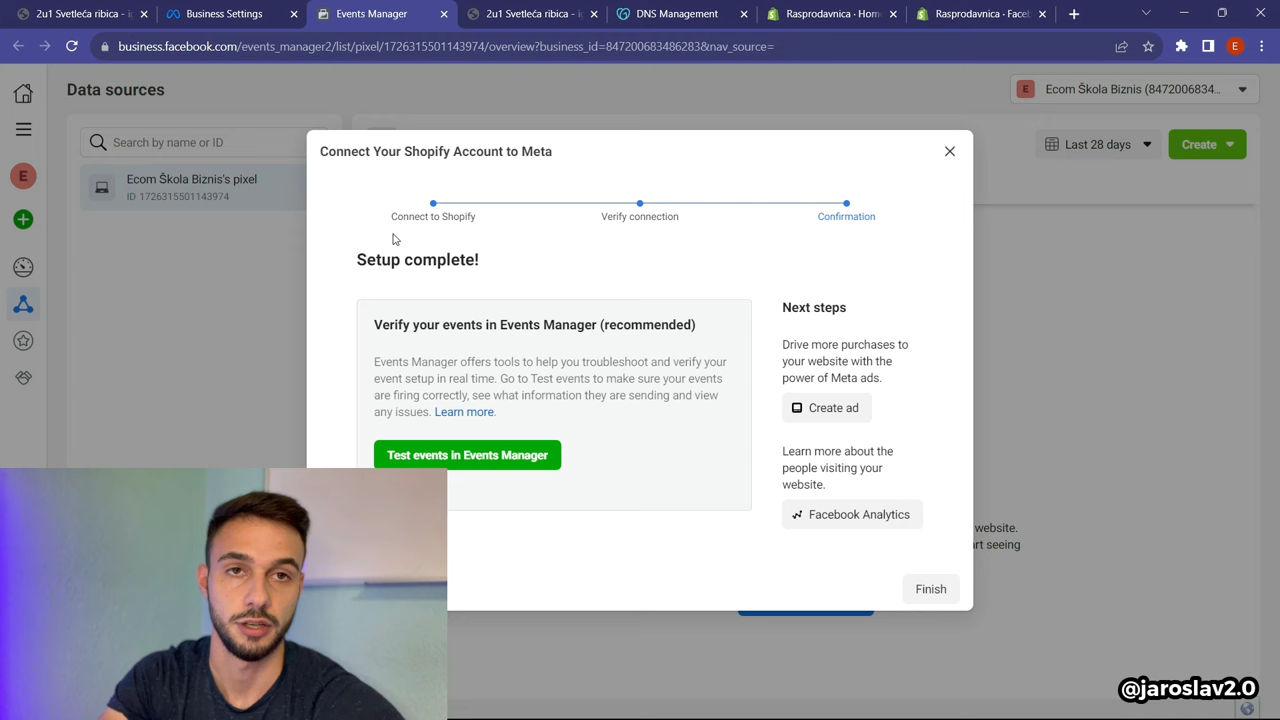 2u1 Svetleća ribica - ig
Business Settings
Events Manager
2u1 Svetleća ribica - ig
DNS Management
Rasprodavnica · Home
Rasprodavnica · Faceb
business.facebook.com/events_manager2/list/pixel/1726315501143974/overview?business_id=847200683486283&nav_source=
E
Data sources
E
Ecom Škola Biznis (8472006834...
Search by name or ID
Last 28 days
Create
E
Ecom Škola Biznis's pixel
ID 1726315501143974
Connect Your Shopify Account to Meta
Connect to Shopify
Verify connection
Confirmation
Setup complete!
Verify your events in Events Manager (recommended)
Events Manager offers tools to help you troubleshoot and verify your
event setup in real time. Go to Test events to make sure your events
are firing correctly, see what information they are sending and view
any issues. Learn more.
Test events in Events Manager
Next steps
Drive more purchases to
your website with the
power of Meta ads.
Create ad
Learn more about the
people visiting your
website.
Facebook Analytics
Finish
website.
rt seeing
@jaroslav2.0